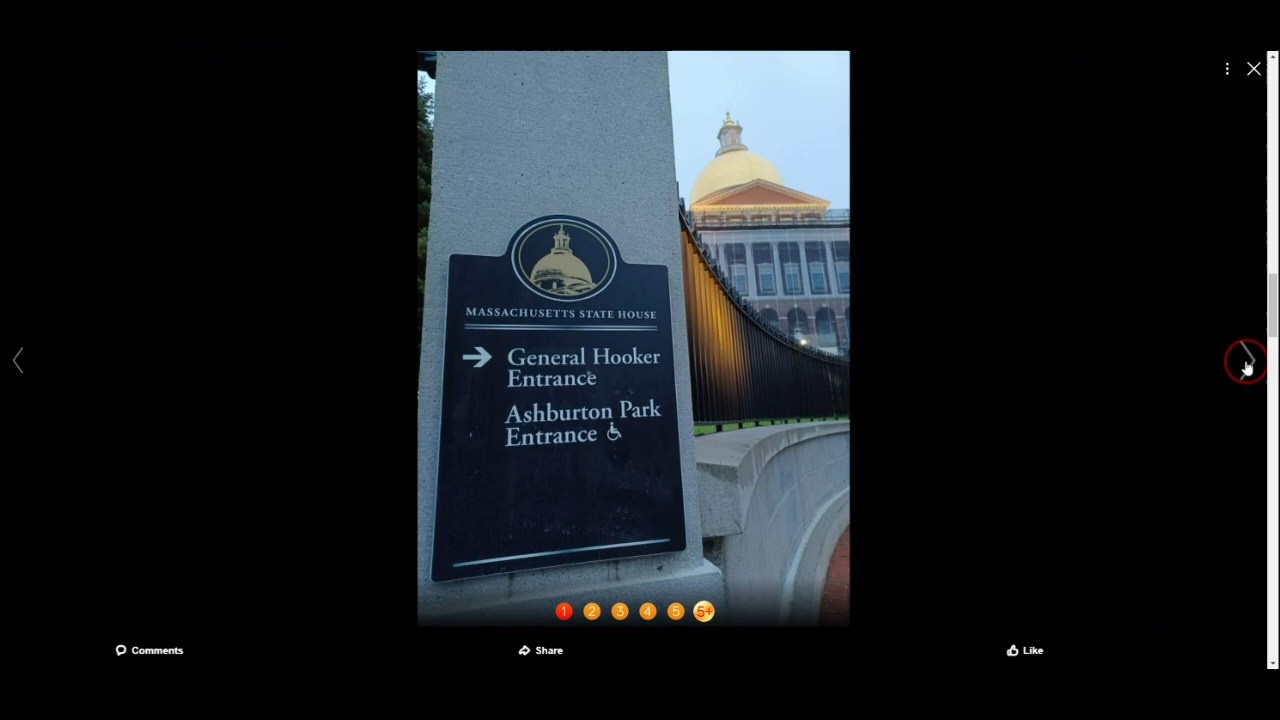 MASSACHUSETTS STATE HOUSE
General Hooker
Entrance
Ashburton Park
Entrance
1 2 3 4 5 5+
Comments Share Like